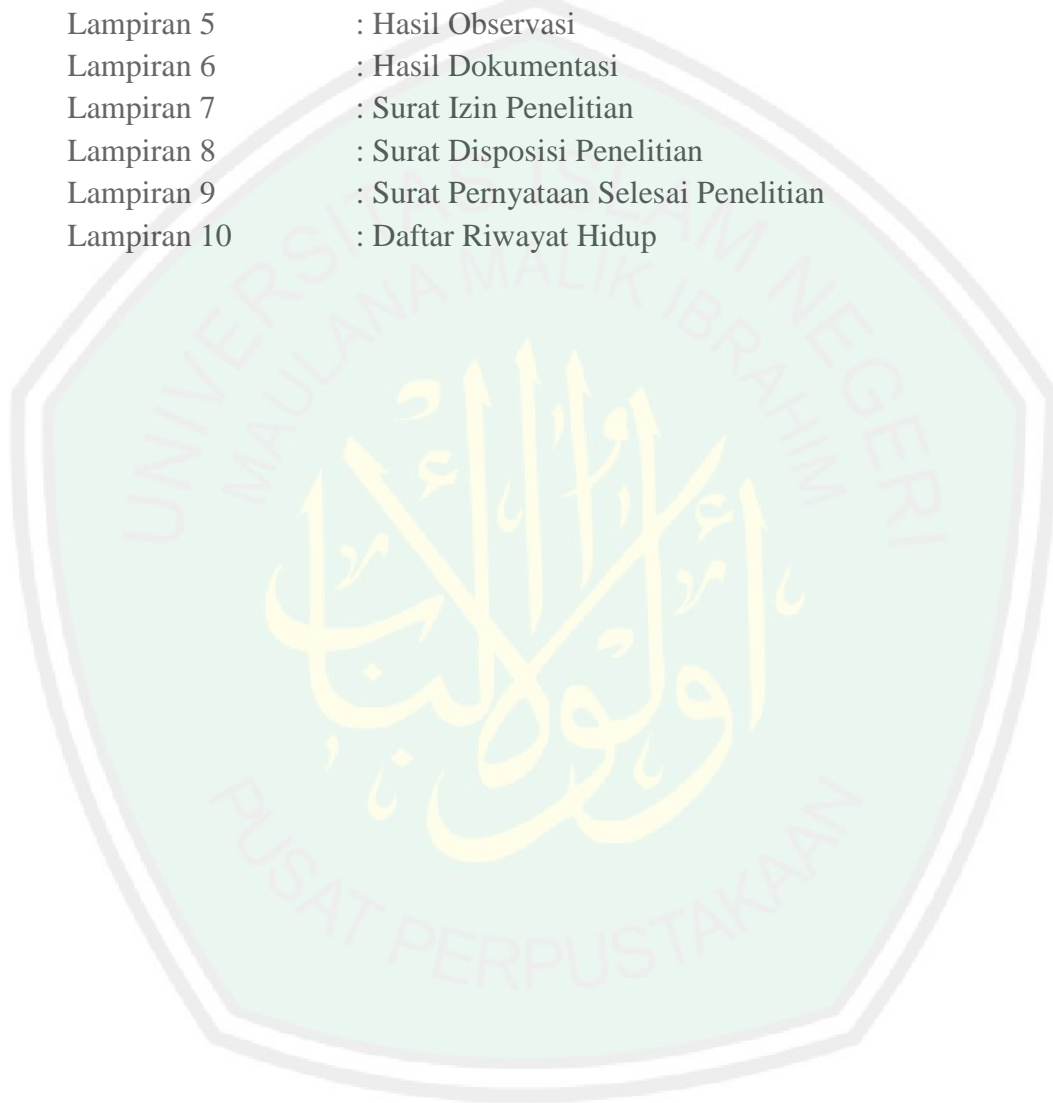 Lampiran 5 : Hasil Observasi
Lampiran 6 : Hasil Dokumentasi
Lampiran 7 : Surat Izin Penelitian
Lampiran 8 : Surat Disposisi Penelitian
Lampiran 9 : Surat Pernyataan Selesai Penelitian
Lampiran 10 : Daftar Riwayat Hidup
UNIVERSITAS ISLAM NEGERI
MAULANA MALIK IBRAHIM
PUSAT PERPUSTAKAAN